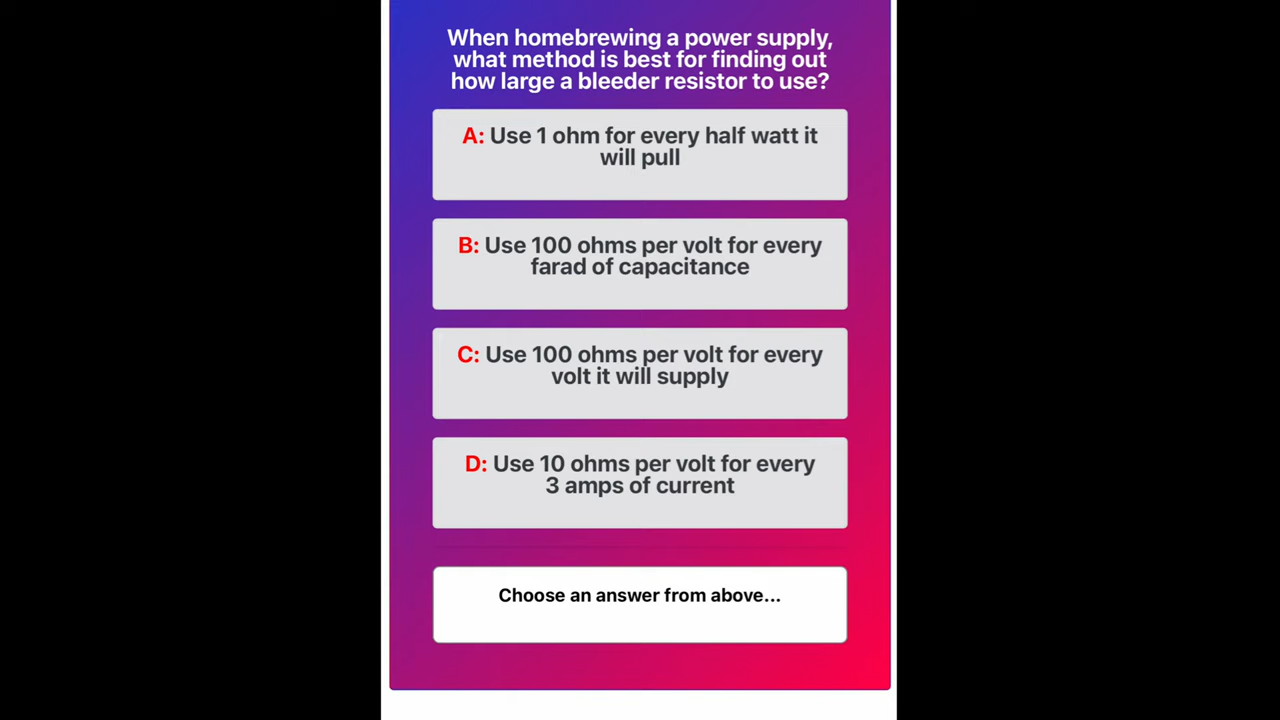 When homebrewing a power supply,
what method is best for finding out
how large a bleeder resistor to use?
A: Use 1 ohm for every half watt it
will pull
B: Use 100 ohms per volt for every
farad of capacitance
C: Use 100 ohms per volt for every
volt it will supply
D: Use 10 ohms per volt for every
3 amps of current
Choose an answer from above...